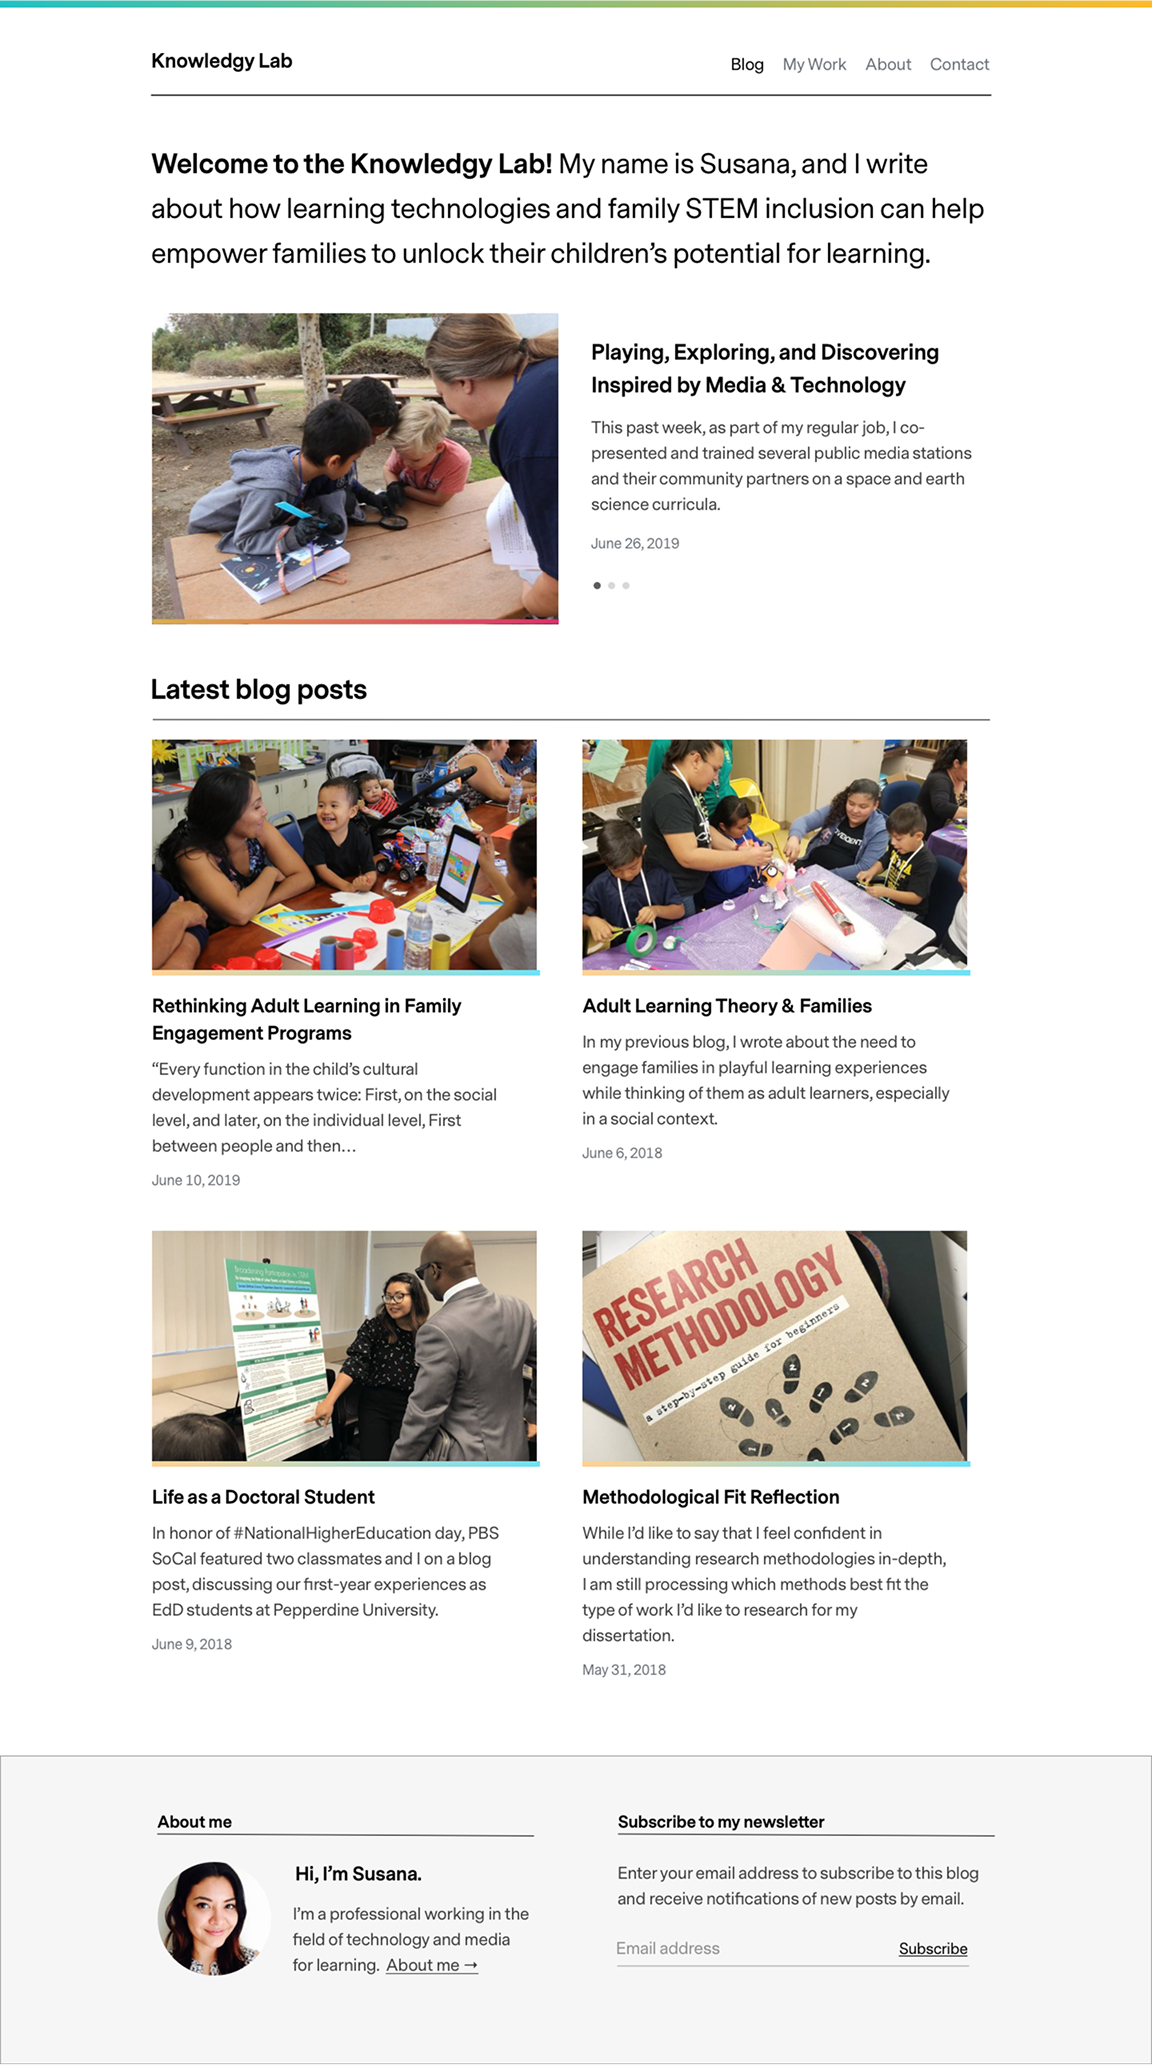 Knowledgy Lab
Blog My Work About Contact
Welcome to the Knowledgy Lab! My name is Susana, and I write
about how learning technologies and family STEM inclusion can help
empower families to unlock their children’s potential for learning.
Playing, Exploring, and Discovering
Inspired by Media & Technology
This past week, as part of my regular job, I co-
presented and trained several public media stations
and their community partners on a space and earth
science curricula.
June 26, 2019
Latest blog posts
Rethinking Adult Learning in Family
Engagement Programs
“Every function in the child’s cultural
development appears twice: First, on the social
level, and later, on the individual level, First
between people and then…
June 10, 2019
Adult Learning Theory & Families
In my previous blog, I wrote about the need to
engage families in playful learning experiences
while thinking of them as adult learners, especially
in a social context.
June 6, 2018
Broadening Participation in STEM
Life as a Doctoral Student
In honor of #NationalHigherEducation day, PBS
SoCal featured two classmates and I on a blog
post, discussing our first-year experiences as
EdD students at Pepperdine University.
June 9, 2018
RESEARCH
METHODOLOGY
a step-by-step guide for beginners
Methodological Fit Reflection
While I’d like to say that I feel confident in
understanding research methodologies in-depth,
I am still processing which methods best fit the
type of work I’d like to research for my
dissertation.
May 31, 2018
About me
Hi, I’m Susana.
I’m a professional working in the
field of technology and media
for learning. About me →
Subscribe to my newsletter
Enter your email address to subscribe to this blog
and receive notifications of new posts by email.
Email address Subscribe